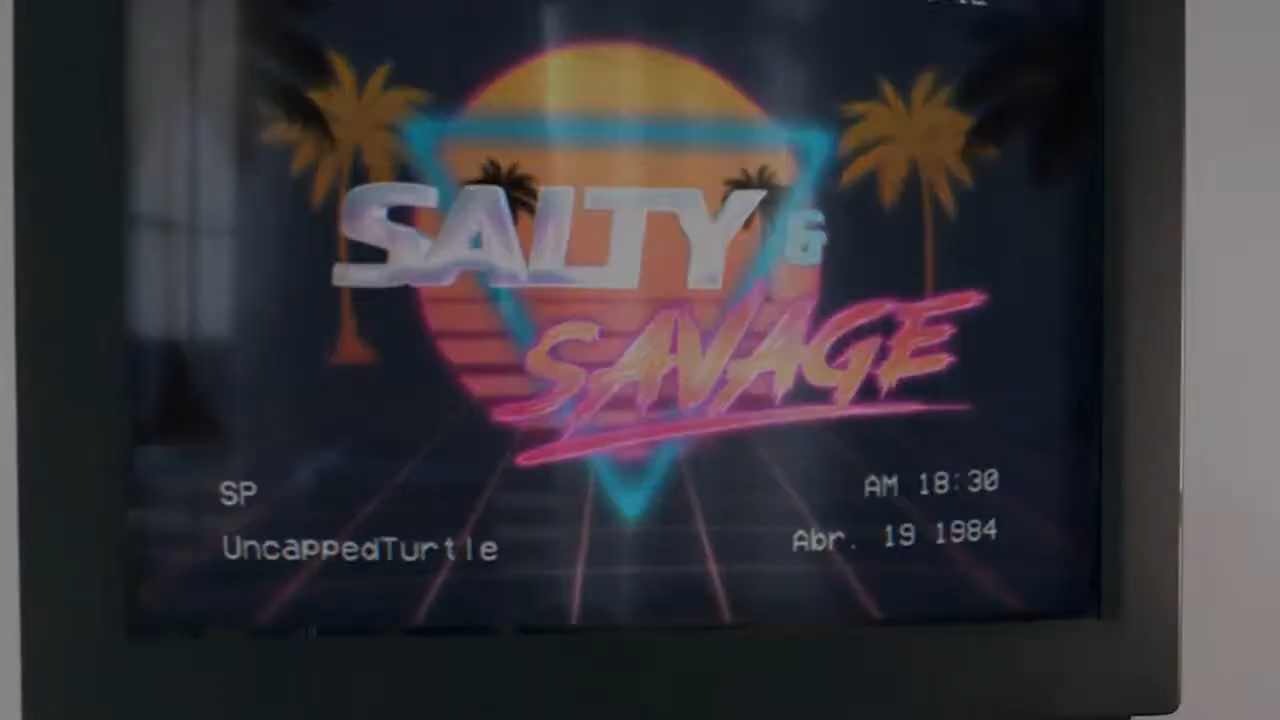 SALTY &
SAVAGE
SP
AM 18:30
UncappedTurtle
Abr. 19 1984